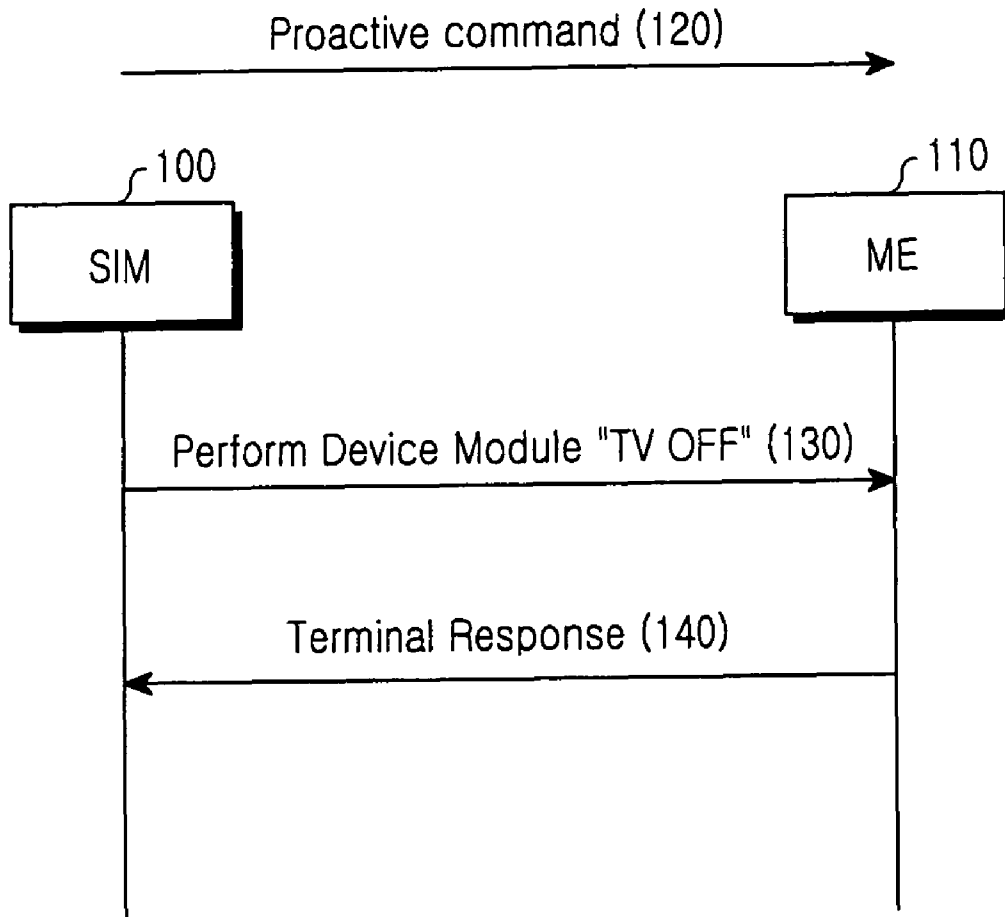 Proactive command (120)
100
110
SIM
ME
Perform Device Module "TV OFF" (130)
Terminal Response (140)